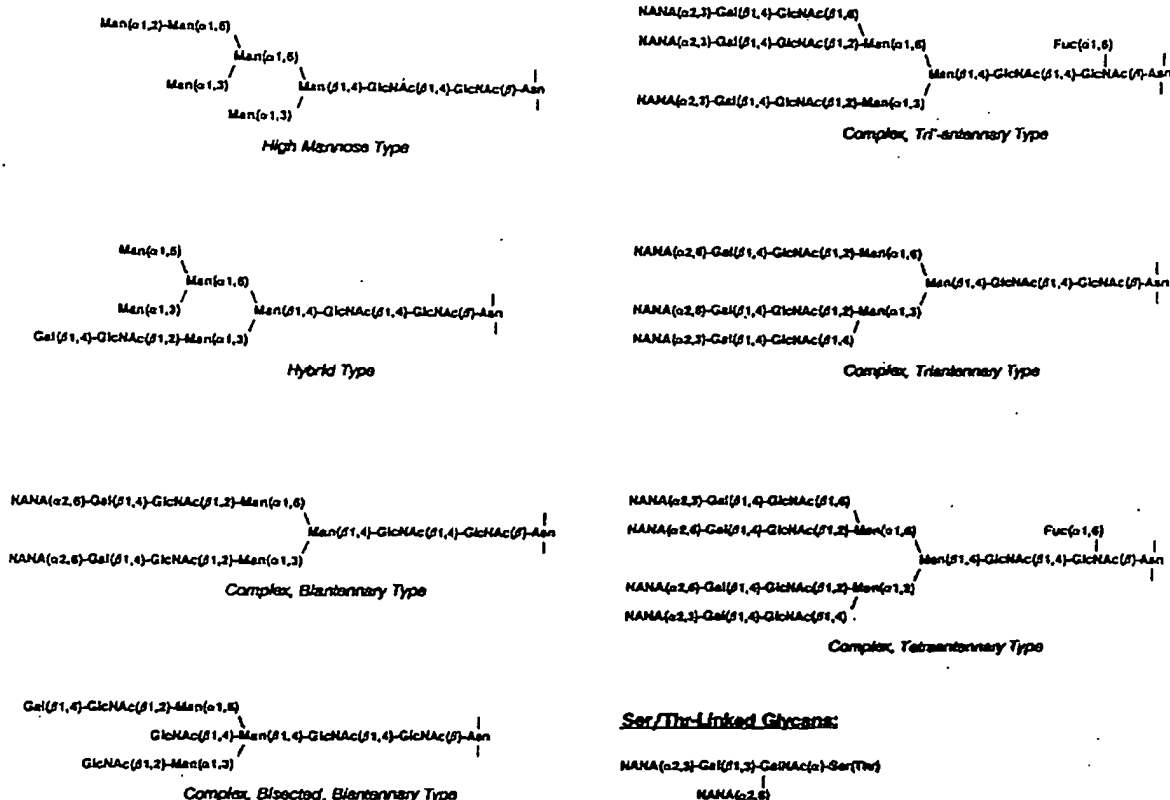 Man(α1,2)-Man(α1,6)
Man(α1,6)
Man(α1,3)
Man(β1,4)-GlcNAc(β1,4)-GlcNAc(β)-Asn
Man(α1,3)
High Mannose Type
Man(α1,6)
Man(α1,6)
Man(α1,3)
Man(β1,4)-GlcNAc(β1,4)-GlcNAc(β)-Asn
Gal(β1,4)-GlcNAc(β1,2)-Man(α1,3)
Hybrid Type
NANA(α2,6)-Gal(β1,4)-GlcNAc(β1,2)-Man(α1,6)
Man(β1,4)-GlcNAc(β1,4)-GlcNAc(β)-Asn
NANA(α2,6)-Gal(β1,4)-GlcNAc(β1,2)-Man(α1,3)
Complex, Biantennary Type
Gal(β1,4)-GlcNAc(β1,2)-Man(α1,6)
GlcNAc(β1,4)-Man(β1,4)-GlcNAc(β1,4)-GlcNAc(β)-Asn
GlcNAc(β1,2)-Man(α1,3)
Complex, Bisected, Biantennary Type
NANA(α2,3)-Gal(β1,4)-GlcNAc(β1,6)
NANA(α2,3)-Gal(β1,4)-GlcNAc(β1,2)-Man(α1,6)
Fuc(α1,6)
Man(β1,4)-GlcNAc(β1,4)-GlcNAc(β)-Asn
NANA(α2,3)-Gal(β1,4)-GlcNAc(β1,2)-Man(α1,3)
Complex, Tri'-antennary Type
NANA(α2,6)-Gal(β1,4)-GlcNAc(β1,2)-Man(α1,6)
Man(β1,4)-GlcNAc(β1,4)-GlcNAc(β)-Asn
NANA(α2,6)-Gal(β1,4)-GlcNAc(β1,2)-Man(α1,3)
NANA(α2,3)-Gal(β1,4)-GlcNAc(β1,4)
Complex, Triantennary Type
NANA(α2,3)-Gal(β1,4)-GlcNAc(β1,6)
NANA(α2,6)-Gal(β1,4)-GlcNAc(β1,2)-Man(α1,6)
Fuc(α1,6)
Man(β1,4)-GlcNAc(β1,4)-GlcNAc(β)-Asn
NANA(α2,6)-Gal(β1,4)-GlcNAc(β1,2)-Man(α1,3)
NANA(α2,3)-Gal(β1,4)-GlcNAc(β1,4)
Complex, Tetraantennary Type
Ser/Thr-Linked Glycans:
NANA(α2,3)-Gal(β1,3)-GalNAc(α)-Ser(Thr)
NANA(α2,6)